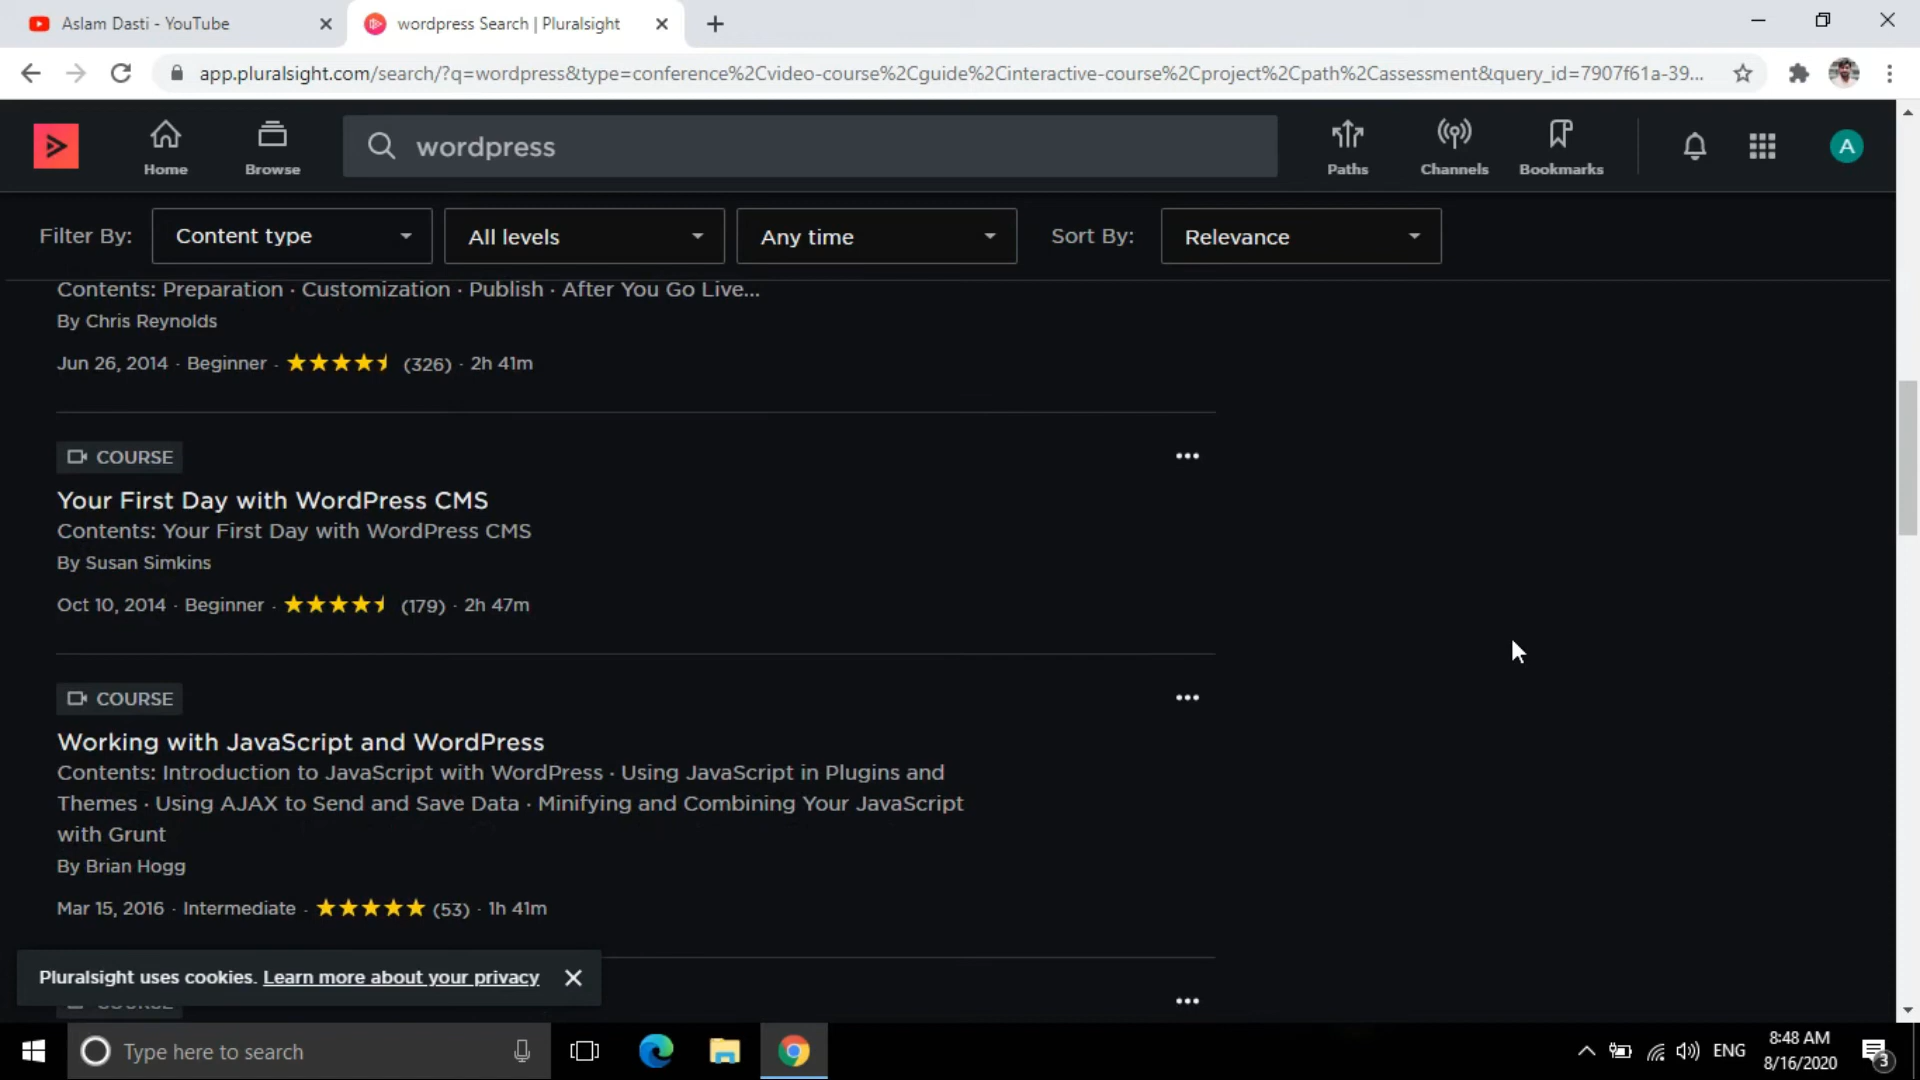 Aslam Dasti - YouTube
wordpress Search | Pluralsight
app.pluralsight.com/search/?q=wordpress&type=conference%2Cvideo-course%2Cguide%2Cinteractive-course%2Cproject%2Cpath%2Cassessment&query_id=7907f61a-39...
Home
Browse
wordpress
Paths
Channels
Bookmarks
A
Filter By:
Content type
All levels
Any time
Sort By:
Relevance
Contents: Preparation · Customization · Publish · After You Go Live...
By Chris Reynolds
Jun 26, 2014 · Beginner · (326) · 2h 41m
COURSE
Your First Day with WordPress CMS
Contents: Your First Day with WordPress CMS
By Susan Simkins
Oct 10, 2014 · Beginner · (179) · 2h 47m
COURSE
Working with JavaScript and WordPress
Contents: Introduction to JavaScript with WordPress · Using JavaScript in Plugins and
Themes · Using AJAX to Send and Save Data · Minifying and Combining Your JavaScript
with Grunt
By Brian Hogg
Mar 15, 2016 · Intermediate · (53) · 1h 41m
Pluralsight uses cookies. Learn more about your privacy
COURSE
Type here to search
ENG
8:48 AM
8/16/2020
3